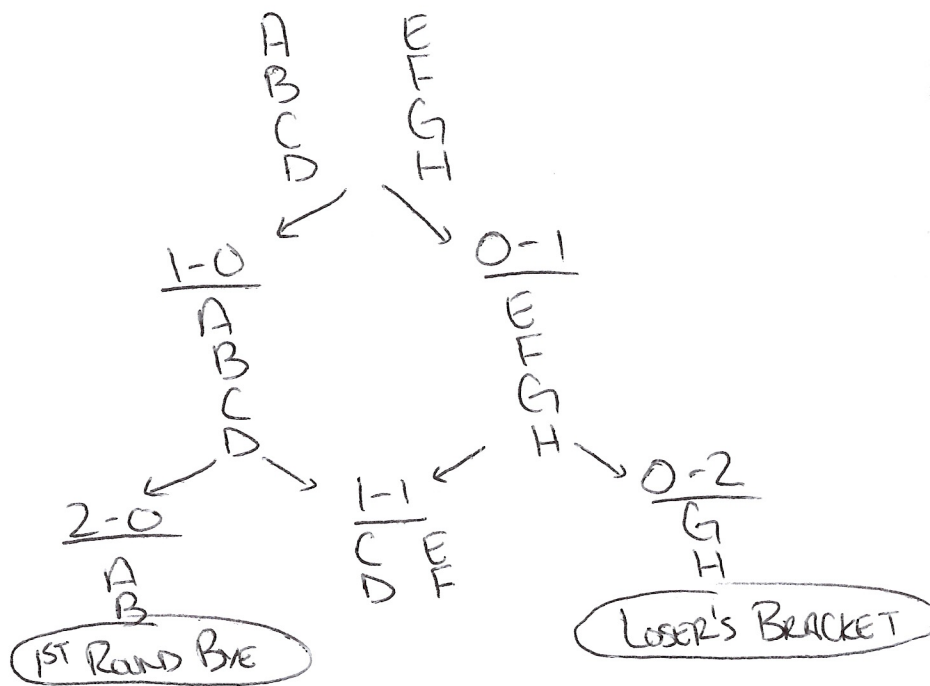 A E
B F
C G
D H
1-0
A
B
C
D
0-1
E
F
G
H
2-0
A
B
1ST ROUND BYE
1-1
C E
D F
0-2
G
H
LOSER'S BRACKET